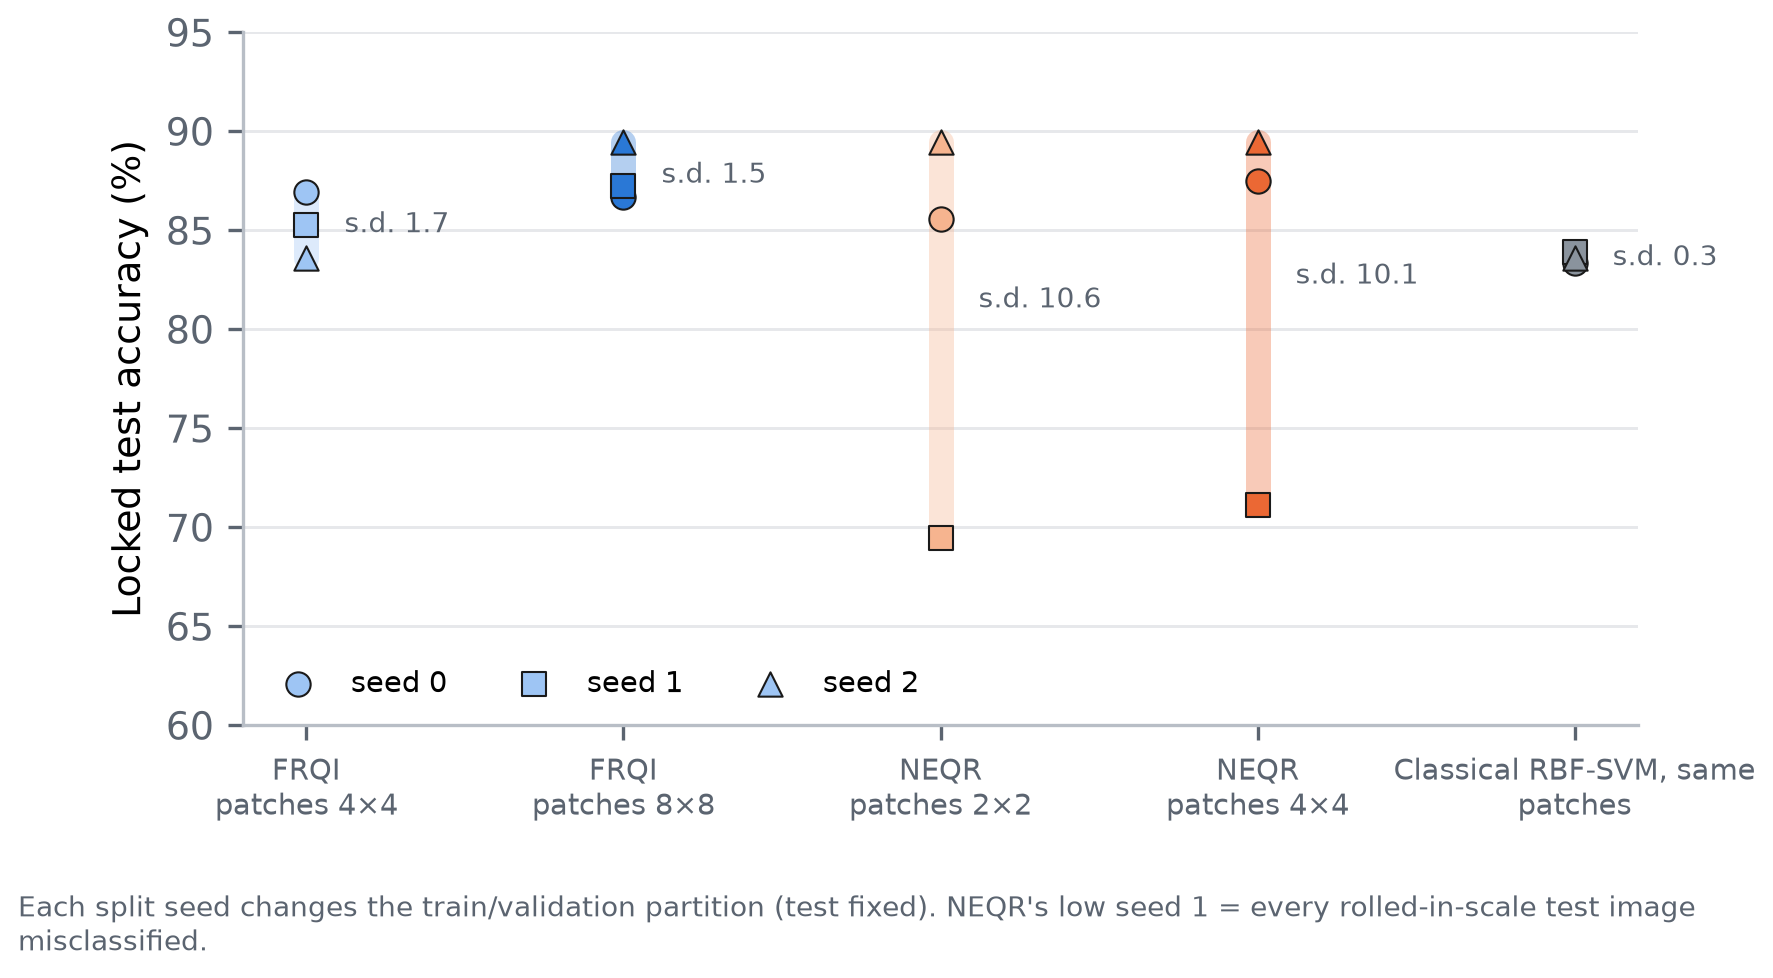 95
90
85
80
75
70
65
60
Locked test accuracy (%)
s.d. 1.7
s.d. 1.5
s.d. 10.6
s.d. 10.1
s.d. 0.3
seed 0
seed 1
seed 2
FRQI
patches 4×4
FRQI
patches 8×8
NEQR
patches 2×2
NEQR
patches 4×4
Classical RBF-SVM, same
patches
Each split seed changes the train/validation partition (test fixed). NEQR's low seed 1 = every rolled-in-scale test image
misclassified.